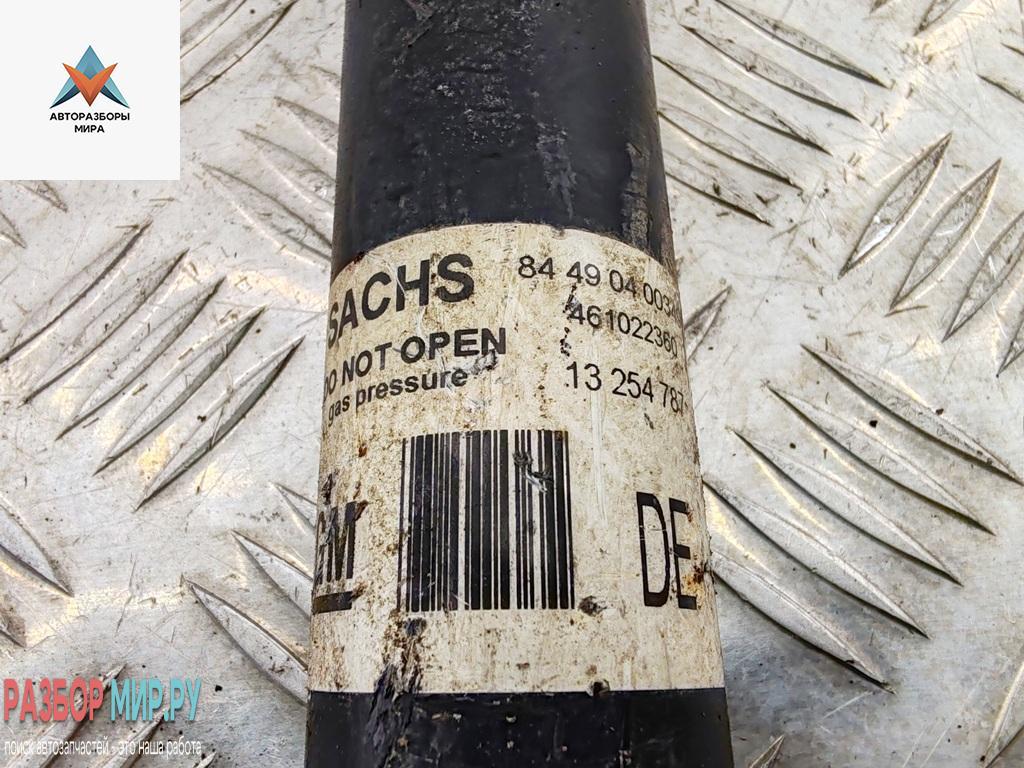 АВТОРАЗБОРЫ
МИРА
SACHS
84 49 04 003
461022360
DO NOT OPEN
gas pressure
13 254 787
GM
DE
РАЗБОР МИР.РУ
поиск автозапчастей - это наша работа